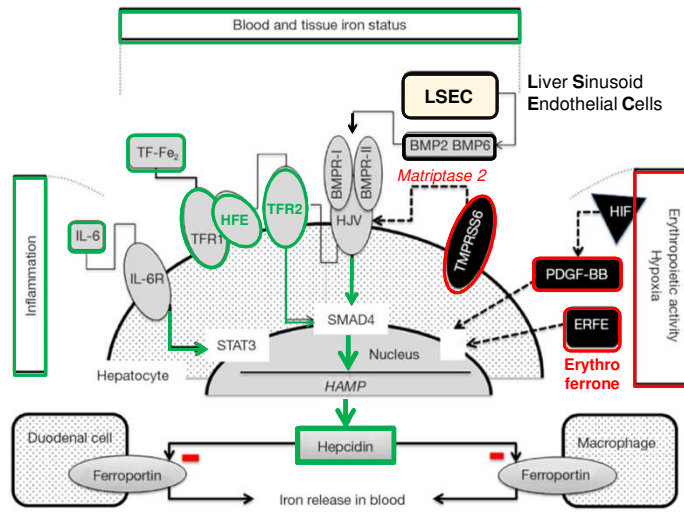 Blood and tissue iron status
LSEC
Liver Sinusoid
Endothelial Cells
BMP2 BMP6
BMPR-I
BMPR-II
Matriptase 2
TF-Fe2
HFE
TFR2
TFR1
HJV
TMPRSS6
HIF
IL-6
IL-6R
PDGF-BB
Inflammation
Erythropoietic activity
Hypoxia
SMAD4
ERFE
STAT3
Nucleus
Erythro
ferrone
Hepatocyte
HAMP
Duodenal cell
Hepcidin
Macrophage
Ferroportin
Ferroportin
Iron release in blood